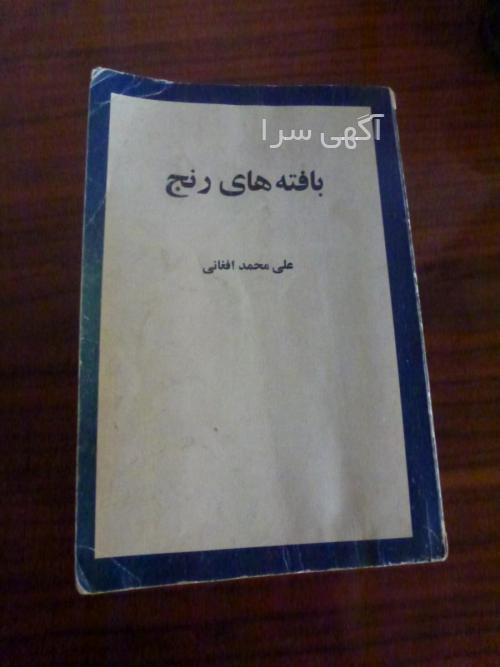 آگهی سرا
بافته های رنج
علی محمد افغانی